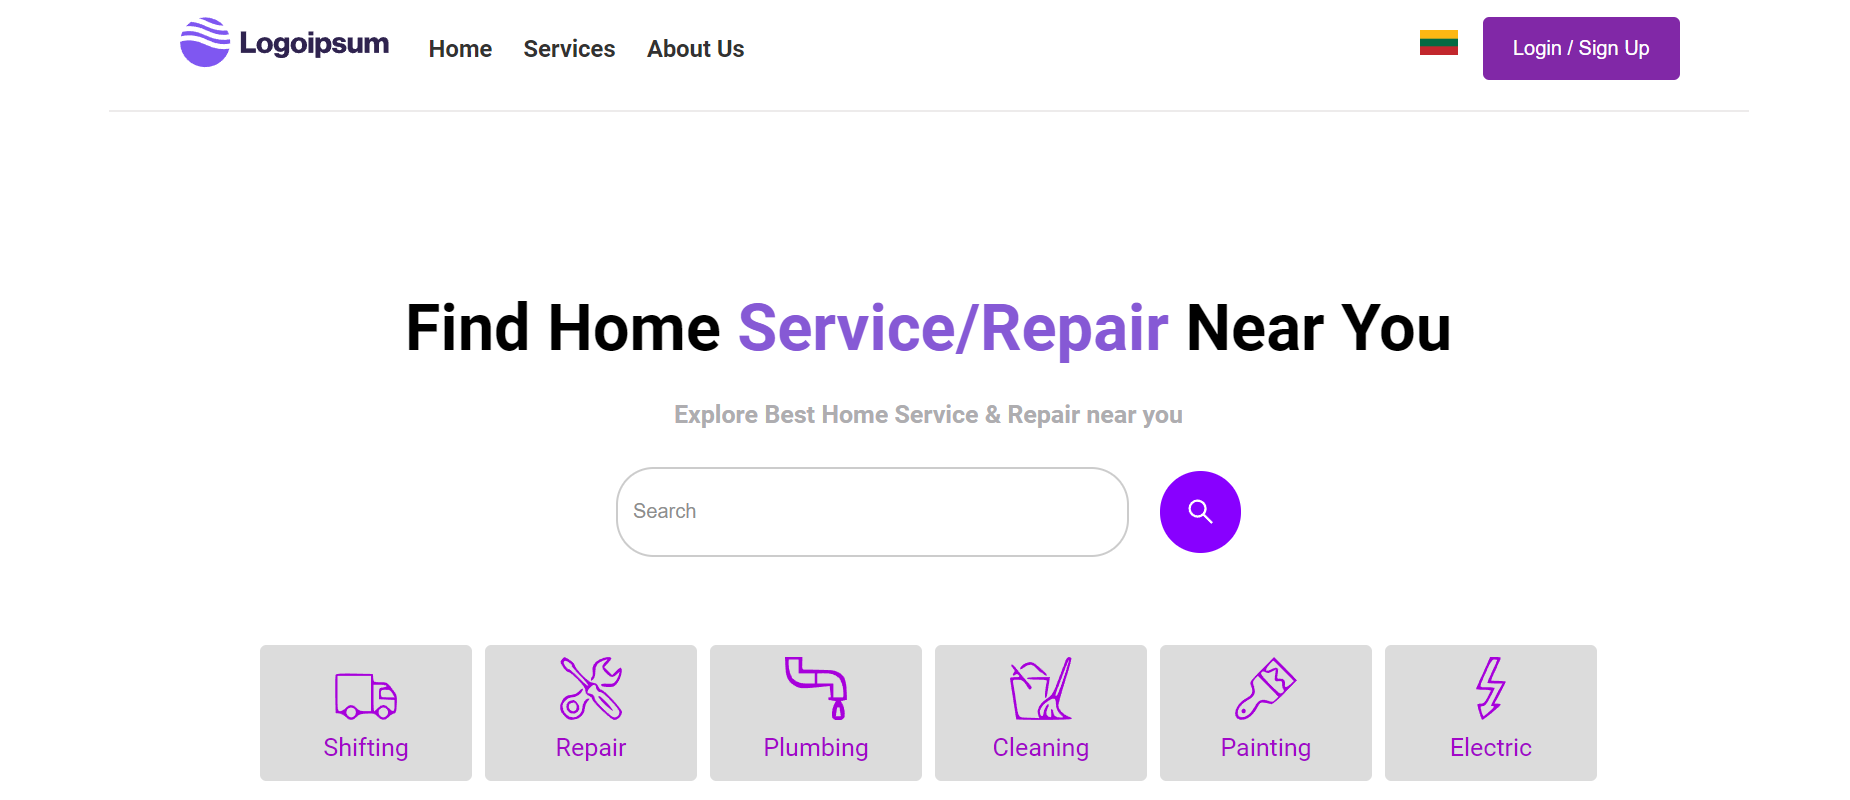 Logoipsum
Home Services About Us
Login / Sign Up
Find Home Service/Repair Near You
Explore Best Home Service & Repair near you
Search
Shifting
Repair
Plumbing
Cleaning
Painting
Electric